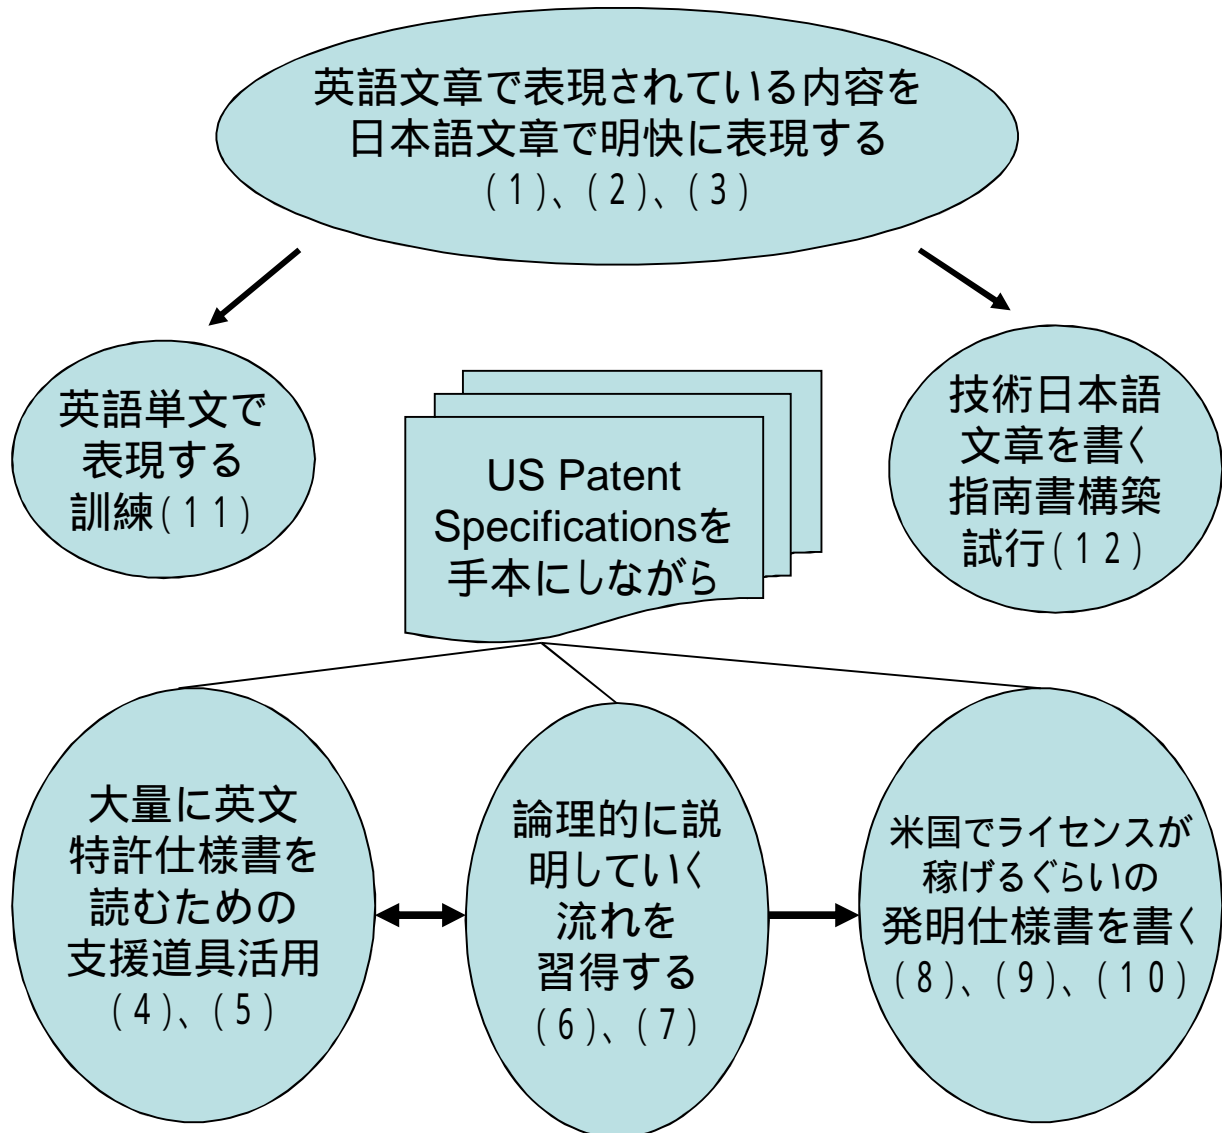 英語文章で表現されている内容を
日本語文章で明快に表現する
(1)、(2)、(3)
英語単文で
表現する
訓練(11)
US Patent
Specificationsを
手本にしながら
技術日本語
文章を書く
指南書構築
試行(12)
大量に英文
特許仕様書を
読むための
支援道具活用
(4)、(5)
論理的に説
明していく
流れを
習得する
(6)、(7)
米国でライセンスが
稼げるぐらいの
発明仕様書を書く
(8)、(9)、(10)